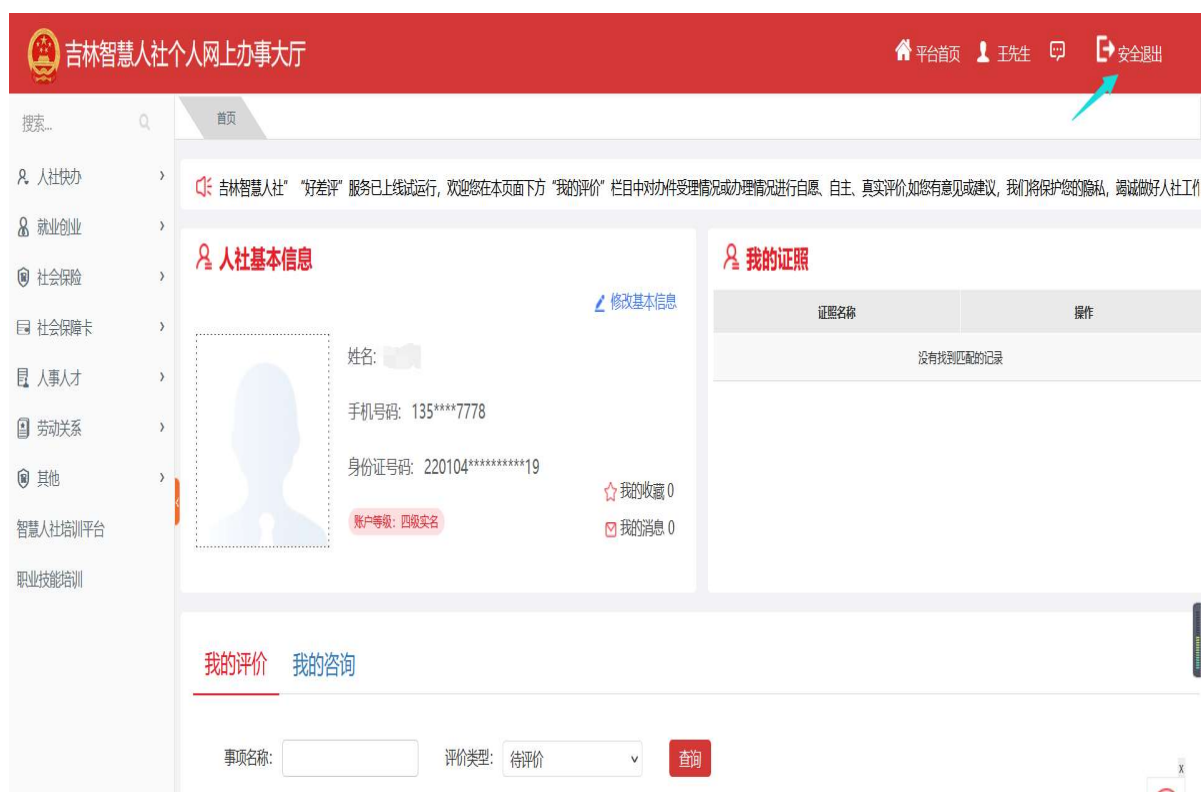 吉林智慧人社个人网上办事大厅
平台首页 王先生 安全退出
搜索...
首页
人社快办
就业创业
社会保险
社会保障卡
人事人才
劳动关系
其他
智慧人社培训平台
职业技能培训
吉林智慧人社” “好差评” 服务已上线试运行，欢迎您在本页面下方 “我的评价” 栏目中对办件受理情况或办理情况进行自愿、自主、真实评价,如您有意见或建议，我们将保护您的隐私，竭诚做好人社工作
人社基本信息
修改基本信息
姓名:
手机号码: 135****7778
身份证号码: 220104**********19
账户等级：四级实名
我的收藏 0
我的消息 0
我的证照
证照名称 操作
没有找到匹配的记录
我的评价 我的咨询
事项名称: 评价类型: 待评价 查询
x